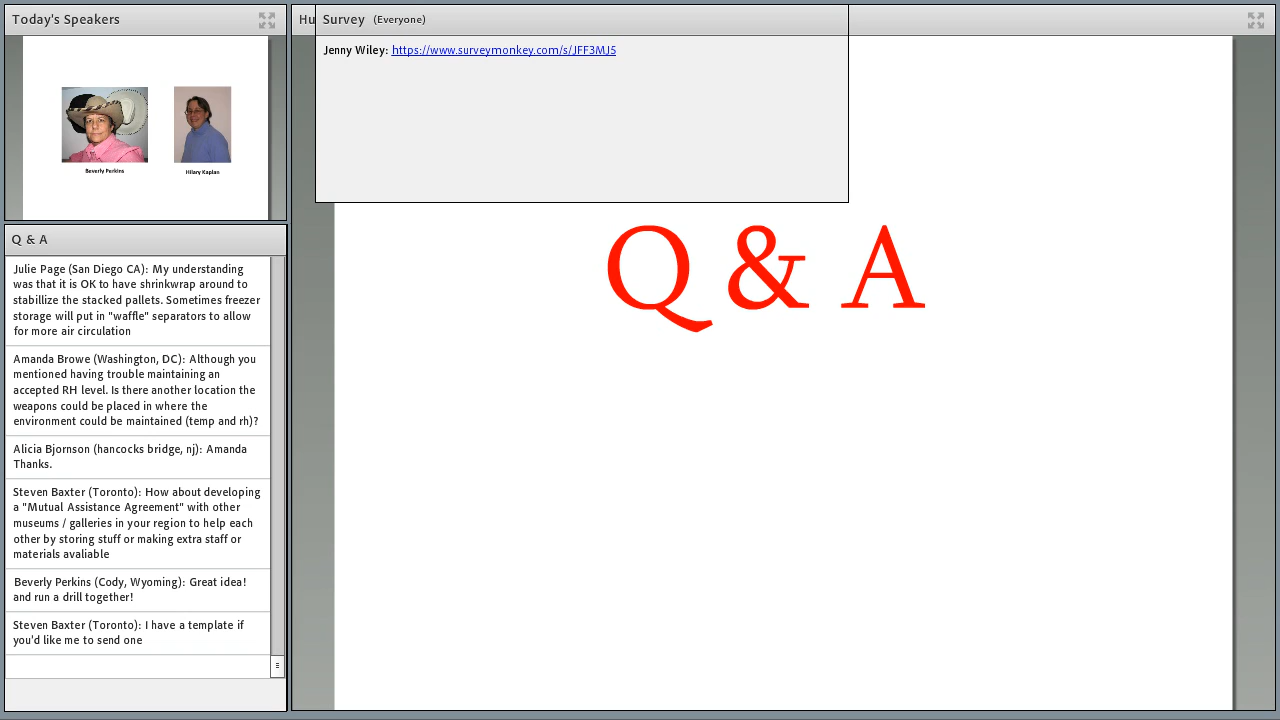 Today's Speakers
Beverly Perkins
Hilary Kaplan
Hu
Survey (Everyone)
Jenny Wiley: https://www.surveymonkey.com/s/JFF3MJ5
Q & A
Q & A
Julie Page (San Diego CA): My understanding
was that it is OK to have shrinkwrap around to
stabillize the stacked pallets. Sometimes freezer
storage will put in "waffle" separators to allow
for more air circulation
Amanda Browe (Washington, DC): Although you
mentioned having trouble maintaining an
accepted RH level. Is there another location the
weapons could be placed in where the
environment could be maintained (temp and rh)?
Alicia Bjornson (hancocks bridge, nj): Amanda
Thanks.
Steven Baxter (Toronto): How about developing
a "Mutual Assistance Agreement" with other
museums / galleries in your region to help each
other by storing stuff or making extra staff or
materials avaliable
Beverly Perkins (Cody, Wyoming): Great idea!
and run a drill together!
Steven Baxter (Toronto): I have a template if
you'd like me to send one